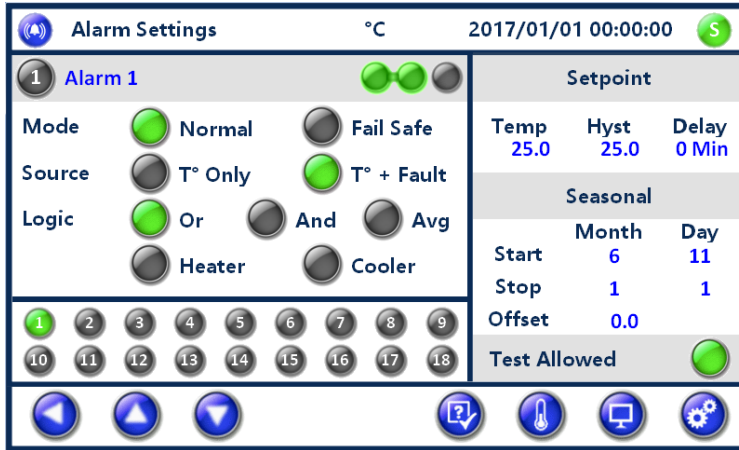 Alarm Settings °C 2017/01/01 00:00:00 S
1 Alarm 1
Mode Normal Fail Safe
Source T° Only T° + Fault
Logic Or And Avg
Heater Cooler
1 2 3 4 5 6 7 8 9
10 11 12 13 14 15 16 17 18
Setpoint
Temp Hyst Delay
25.0 25.0 0 Min
Seasonal
Month Day
Start 6 11
Stop 1 1
Offset 0.0
Test Allowed
?